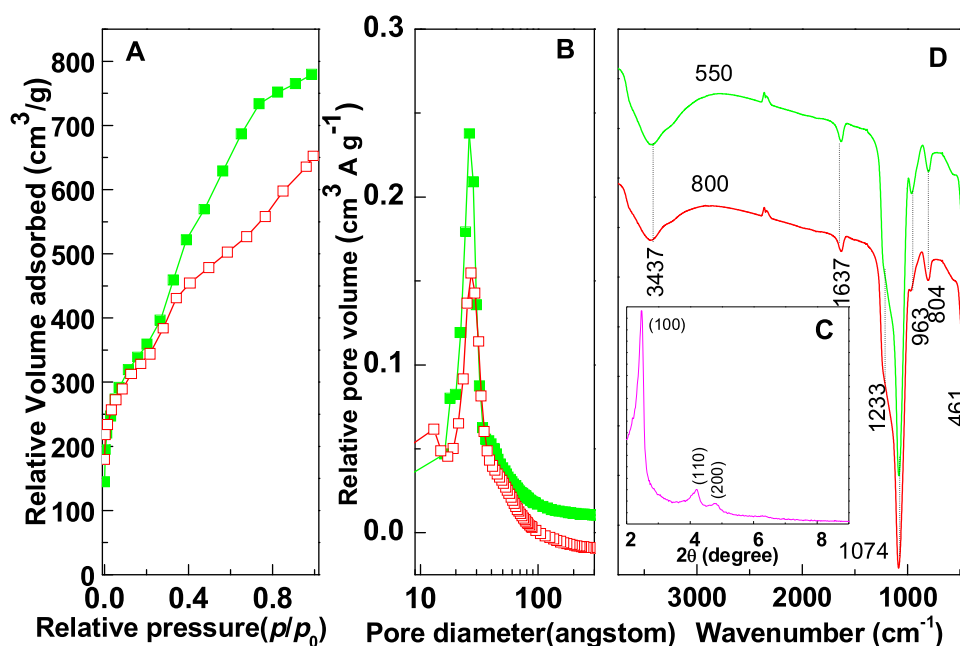 A
Relative Volume adsorbed (cm³/g)
800
700
600
500
400
300
200
100
0
0.0 0.4 0.8
Relative pressure(p/p₀)
B
Relative pore volume (cm³ A g⁻¹)
0.3
0.2
0.1
0.0
10 100
Pore diameter(angstom)
D
550
800
3437
1637
1233
1074
963
804
461
3000 2000 1000
Wavenumber (cm⁻¹)
C
(100)
(110)
(200)
2 4 6 8
2θ (degree)